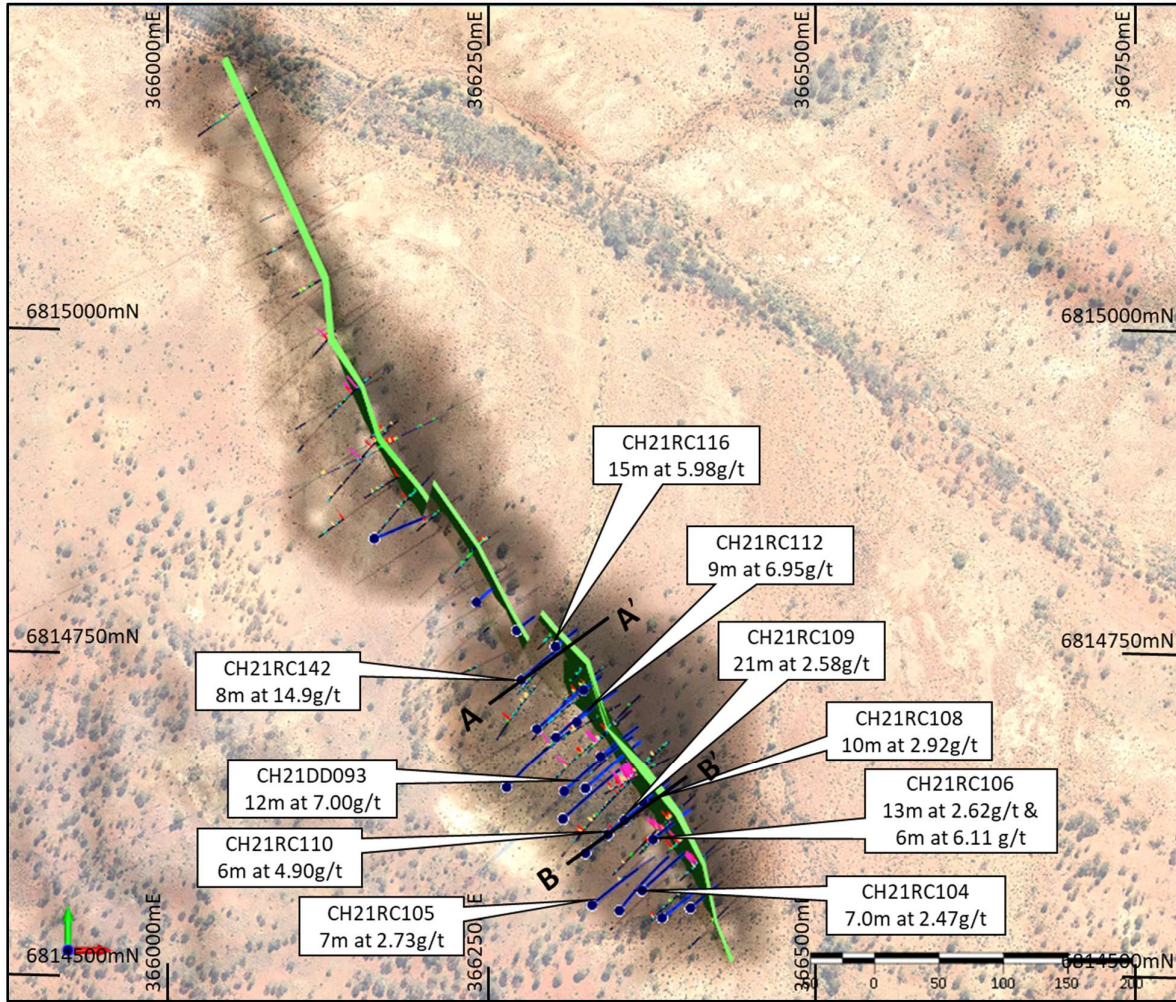 366000mE
366250mE
366500mE
366750mE
6815000mN
6815000mN
CH21RC116
15m at 5.98g/t
CH21RC112
9m at 6.95g/t
A'
6814750mN
6814750mN
CH21RC109
21m at 2.58g/t
CH21RC142
8m at 14.9g/t
A
CH21RC108
10m at 2.92g/t
B'
CH21DD093
12m at 7.00g/t
CH21RC106
13m at 2.62g/t &
6m at 6.11 g/t
CH21RC110
6m at 4.90g/t
B
CH21RC104
7.0m at 2.47g/t
CH21RC105
7m at 2.73g/t
366000mE
366250mE
366500mE
366750mE
6814500mN
6814500mN
50 0 50 100 150 200